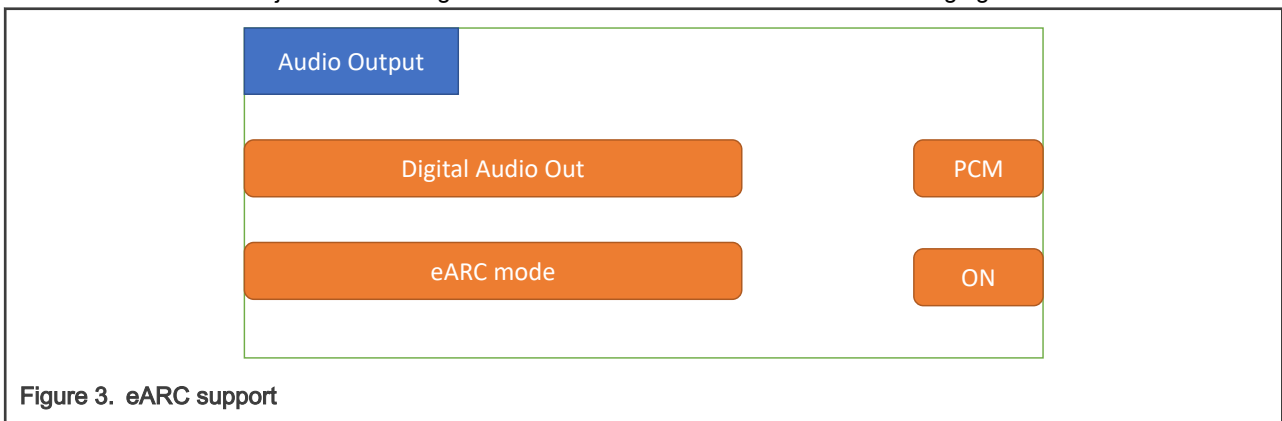 Audio Output
Digital Audio Out PCM
eARC mode ON
Figure 3. eARC support